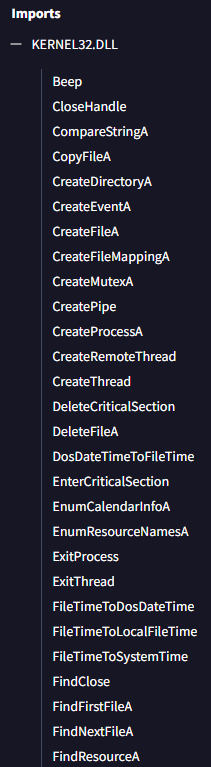 Imports
KERNEL32.DLL
Beep
CloseHandle
CompareStringA
CopyFileA
CreateDirectoryA
CreateEventA
CreateFileA
CreateFileMappingA
CreateMutexA
CreatePipe
CreateProcessA
CreateRemoteThread
CreateThread
DeleteCriticalSection
DeleteFileA
DosDateTimeToFileTime
EnterCriticalSection
EnumCalendarInfoA
EnumResourceNamesA
ExitProcess
ExitThread
FileTimeToDosDateTime
FileTimeToLocalFileTime
FileTimeToSystemTime
FindClose
FindFirstFileA
FindNextFileA
FindResourceA